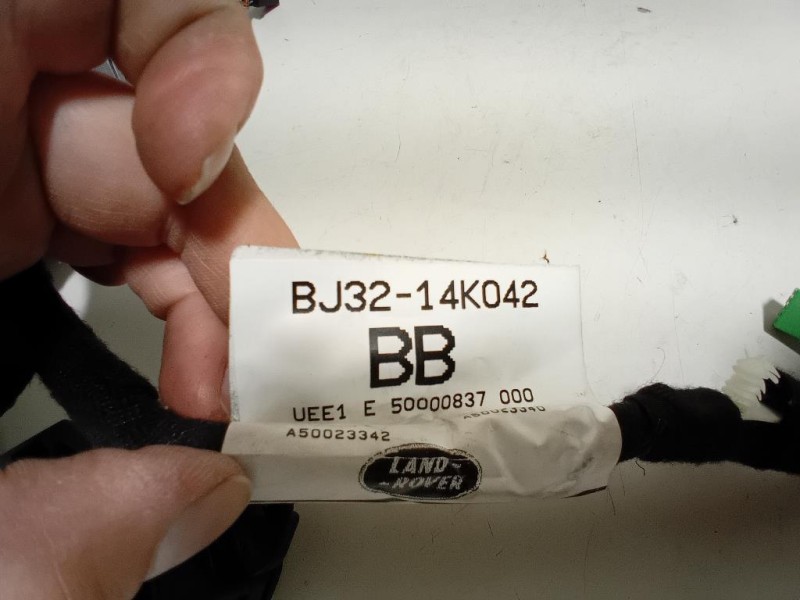 BJ32-14K042
BB
UEE1 E 50000837 000
A50023342
LAND-
-ROVER